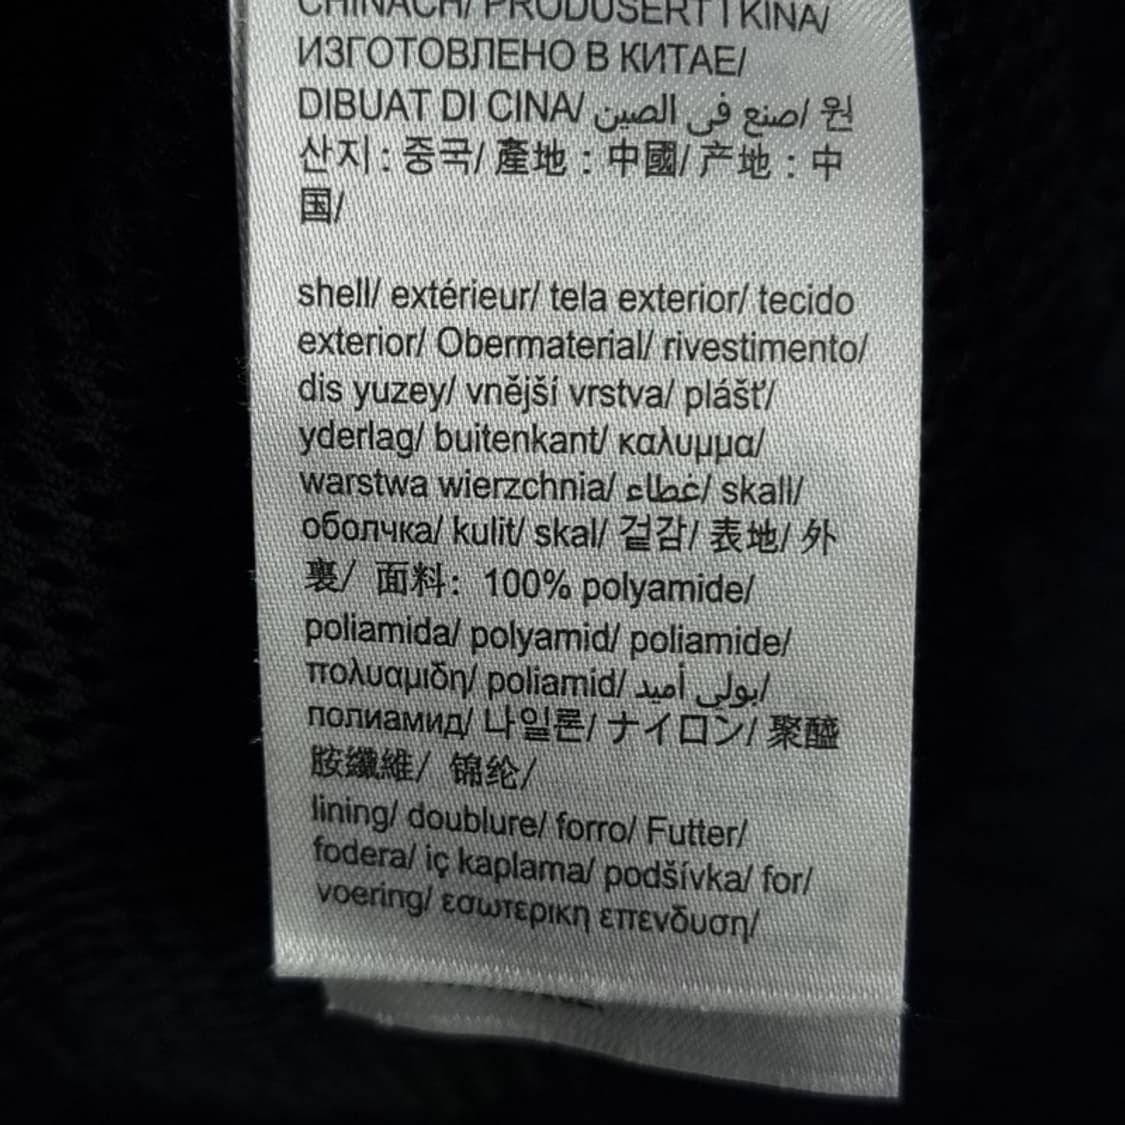 CHINACH/ PRODUSERT I KINA/
ИЗГОТОВЛЕНО В КИТАЕ/
DIBUAT DI CINA/ صنع في الصين/ 원
산지 : 중국/ 產地 : 中國/ 产地 : 中
国/
shell/ extérieur/ tela exterior/ tecido
exterior/ Obermaterial/ rivestimento/
dis yuzey/ vnější vrstva/ plášť/
yderlag/ buitenkant/ καλυμμα/
warstwa wierzchnia/ غطاء/ skall/
оболчка/ kulit/ skal/ 겉감/ 表地/ 外
裏/ 面料: 100% polyamide/
poliamida/ polyamid/ poliamide/
πολυαμιδη/ poliamid/ بولي أميد/
полиамид/ 나일론/ ナイロン/ 聚醯
胺纖維/ 锦纶/
lining/ doublure/ forro/ Futter/
fodera/ iç kaplama/ podšívka/ for/
voering/ εσωτερικη επενδυση/